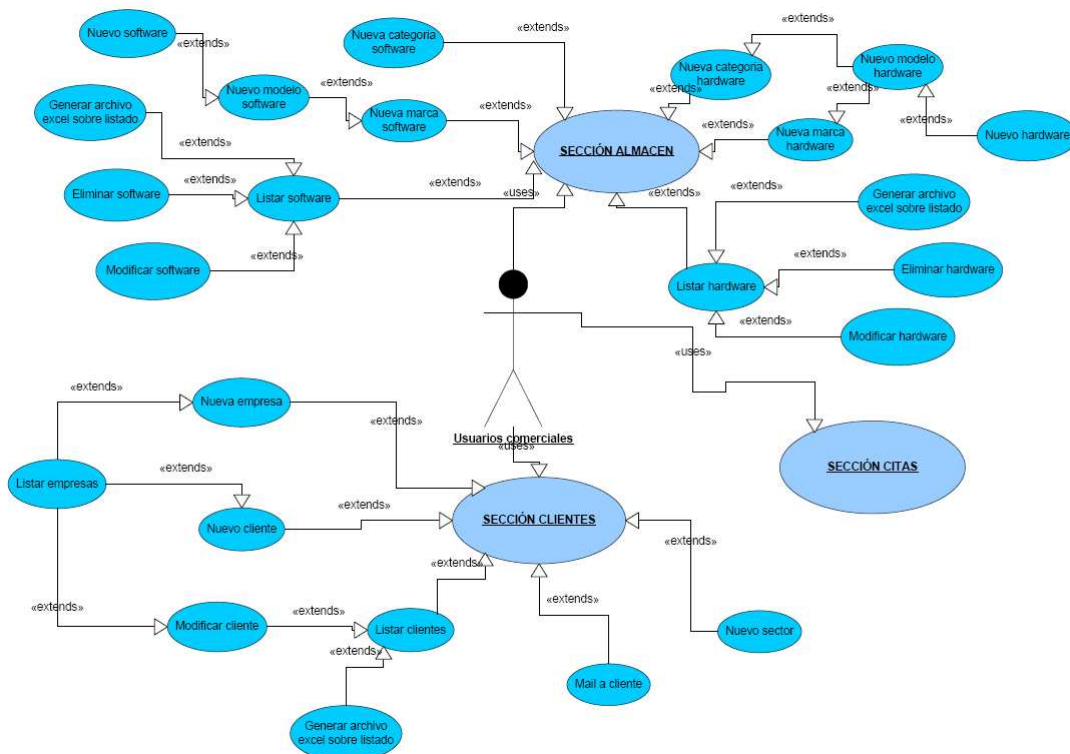 Nuevo software
«extends»
Nueva categoria
software
«extends»
«extends»
Nueva categoria
hardware
«extends»
Nuevo modelo
hardware
«extends»
Generar archivo
excel sobre listado
Nuevo modelo
software
«extends»
Nueva marca
software
«extends»
«extends»
«extends»
«extends»
Nueva marca
hardware
Nuevo hardware
«extends»
SECCIÓN ALMACEN
Eliminar software
«extends»
Listar software
«extends»
«uses»
«extends»
«extends»
Generar archivo
excel sobre listado
«extends»
Modificar software
«extends»
Eliminar hardware
Listar hardware
«extends»
Modificar hardware
«uses»
«extends»
Nueva empresa
«extends»
Usuarios comerciales
«uses»
SECCIÓN CITAS
Listar empresas
«extends»
Nuevo cliente
«extends»
SECCIÓN CLIENTES
«extends»
«extends»
«extends»
Modificar cliente
«extends»
Listar clientes
«extends»
«extends»
Nuevo sector
Mail a cliente
Generar archivo
excel sobre listado